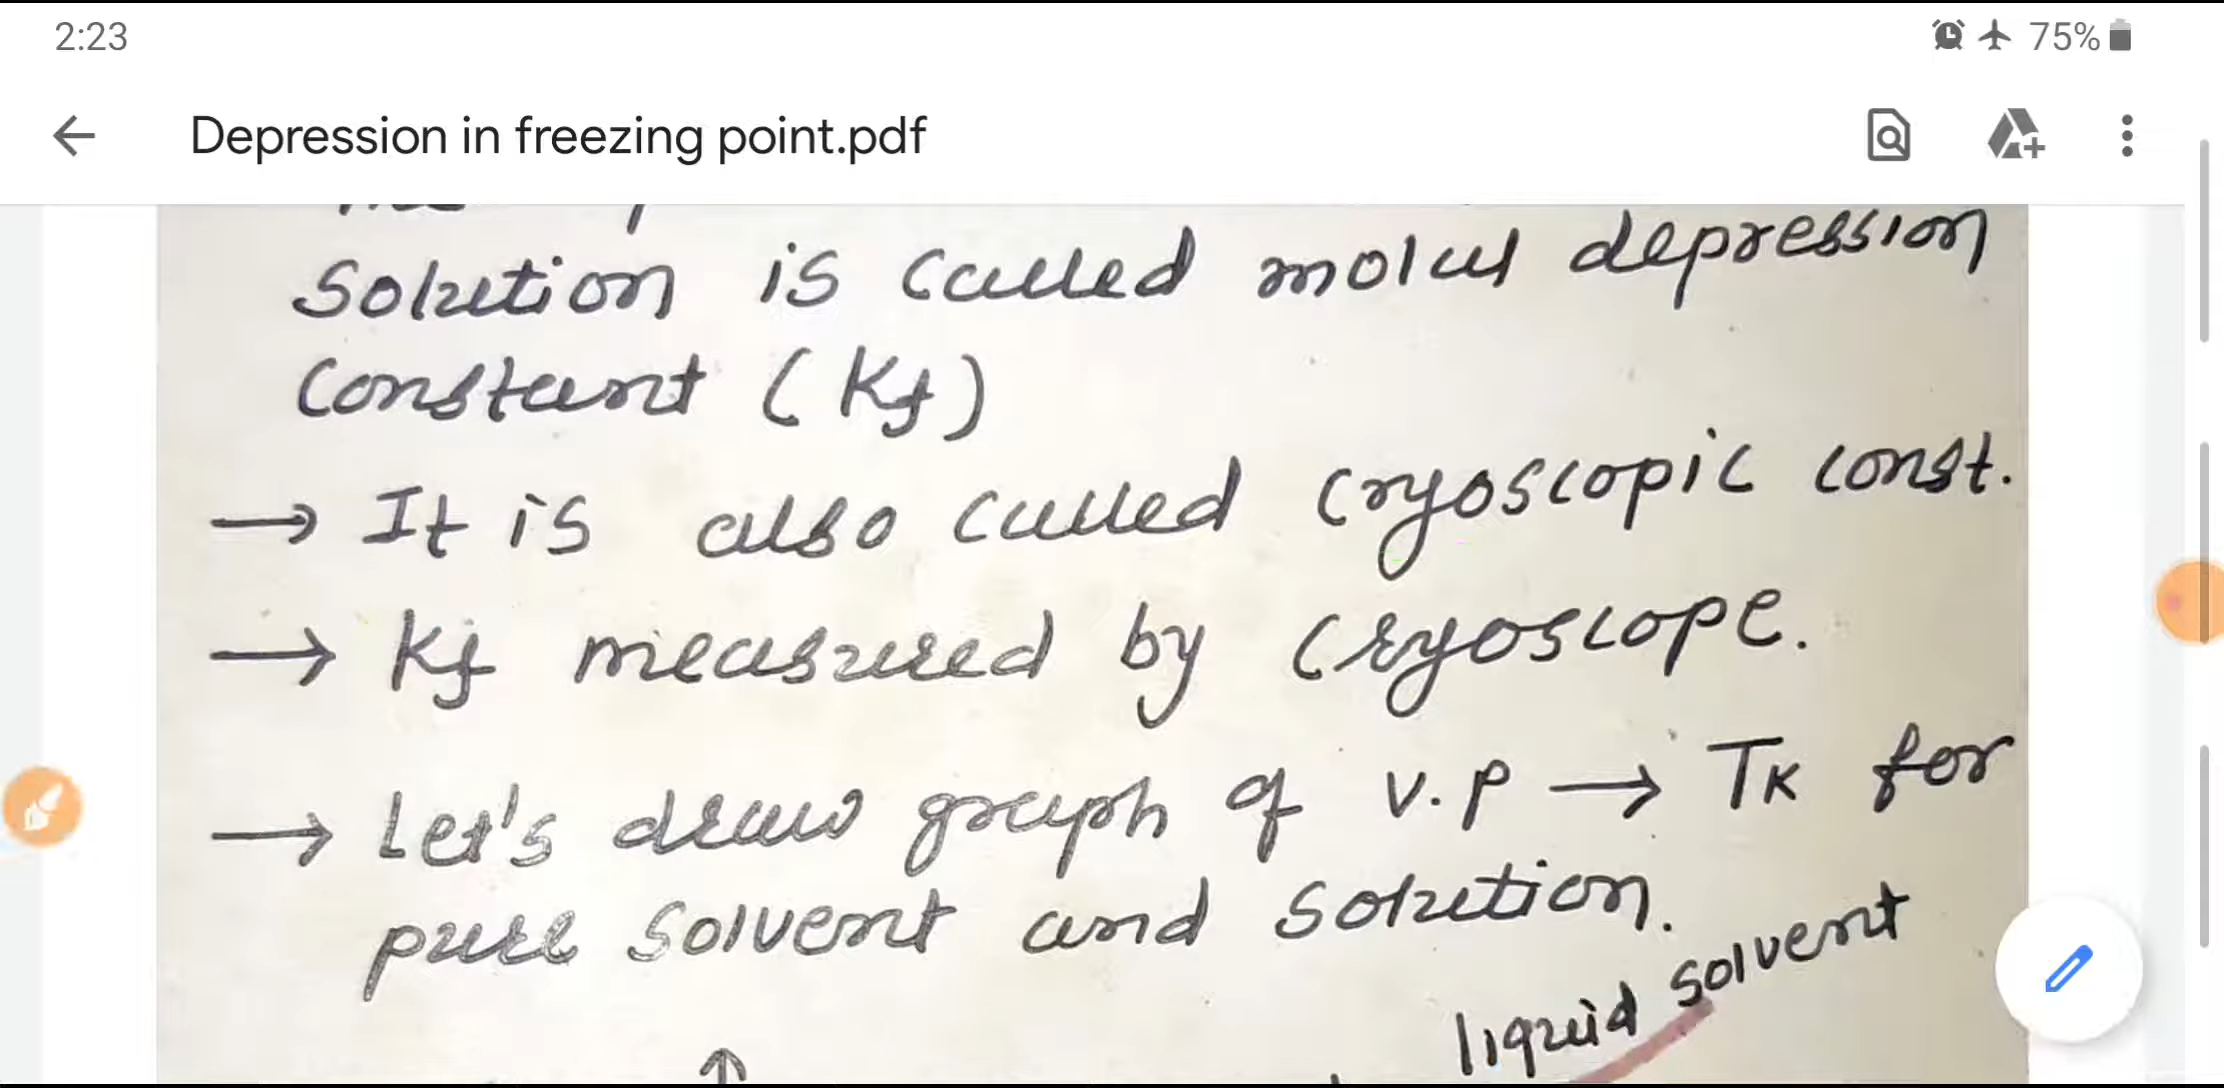 2:23
75%
Depression in freezing point.pdf
Solution is called molal depression
Constant (Kf)
→ It is also called cryoscopic const.
→ Kf measured by cryoscope.
→ Let's draw graph of v.p → TK for
pure solvent and solution.
liquid solvent